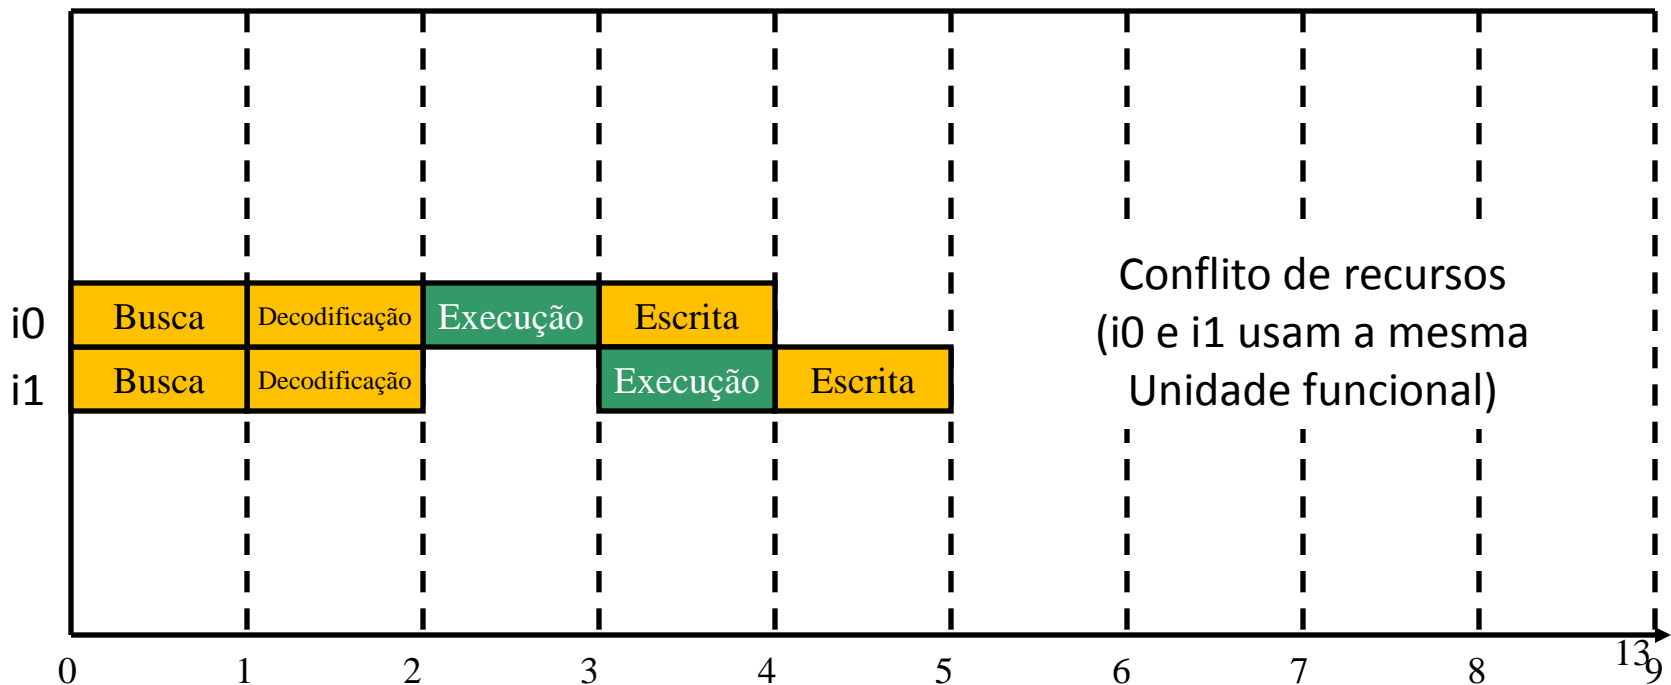 i0 Busca Decodificação Execução Escrita
i1 Busca Decodificação Execução Escrita
Conflito de recursos
(i0 e i1 usam a mesma
Unidade funcional)
0 1 2 3 4 5 6 7 8 9
13